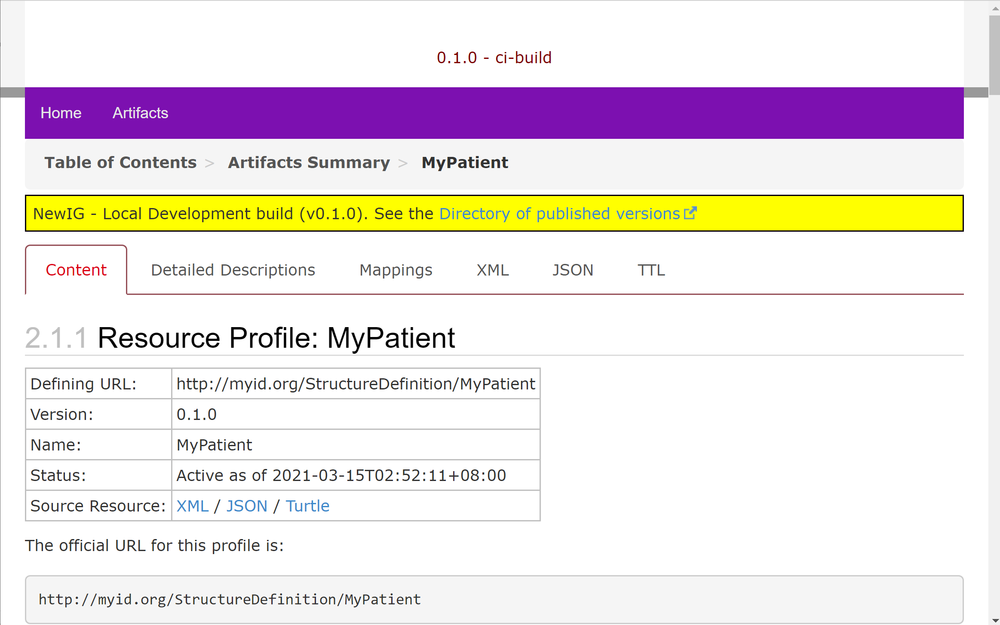 0.1.0 - ci-build
Home Artifacts
Table of Contents > Artifacts Summary > MyPatient
NewIG - Local Development build (v0.1.0). See the Directory of published versions
Content Detailed Descriptions Mappings XML JSON TTL
2.1.1 Resource Profile: MyPatient
Defining URL: http://myid.org/StructureDefinition/MyPatient
Version: 0.1.0
Name: MyPatient
Status: Active as of 2021-03-15T02:52:11+08:00
Source Resource: XML / JSON / Turtle
The official URL for this profile is:
http://myid.org/StructureDefinition/MyPatient